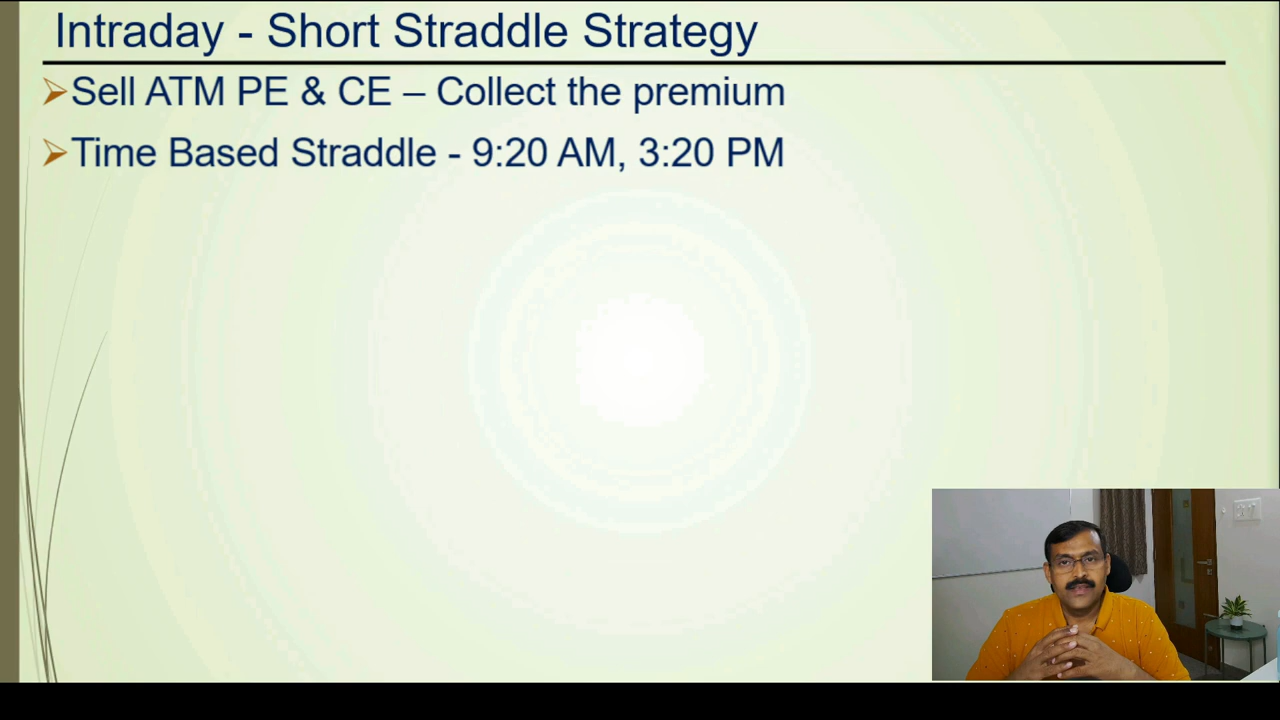 Intraday - Short Straddle Strategy
Sell ATM PE & CE – Collect the premium
Time Based Straddle - 9:20 AM, 3:20 PM